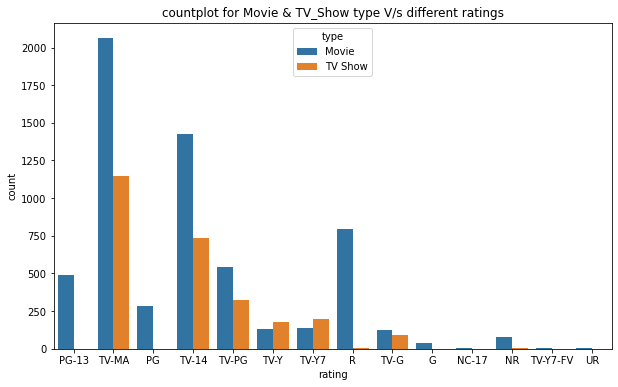 countplot for Movie & TV_Show type V/s different ratings
type
Movie
TV Show
count
2000
1750
1500
1250
1000
750
500
250
0
PG-13 TV-MA PG TV-14 TV-PG TV-Y TV-Y7 R TV-G G NC-17 NR TV-Y7-FV UR
rating